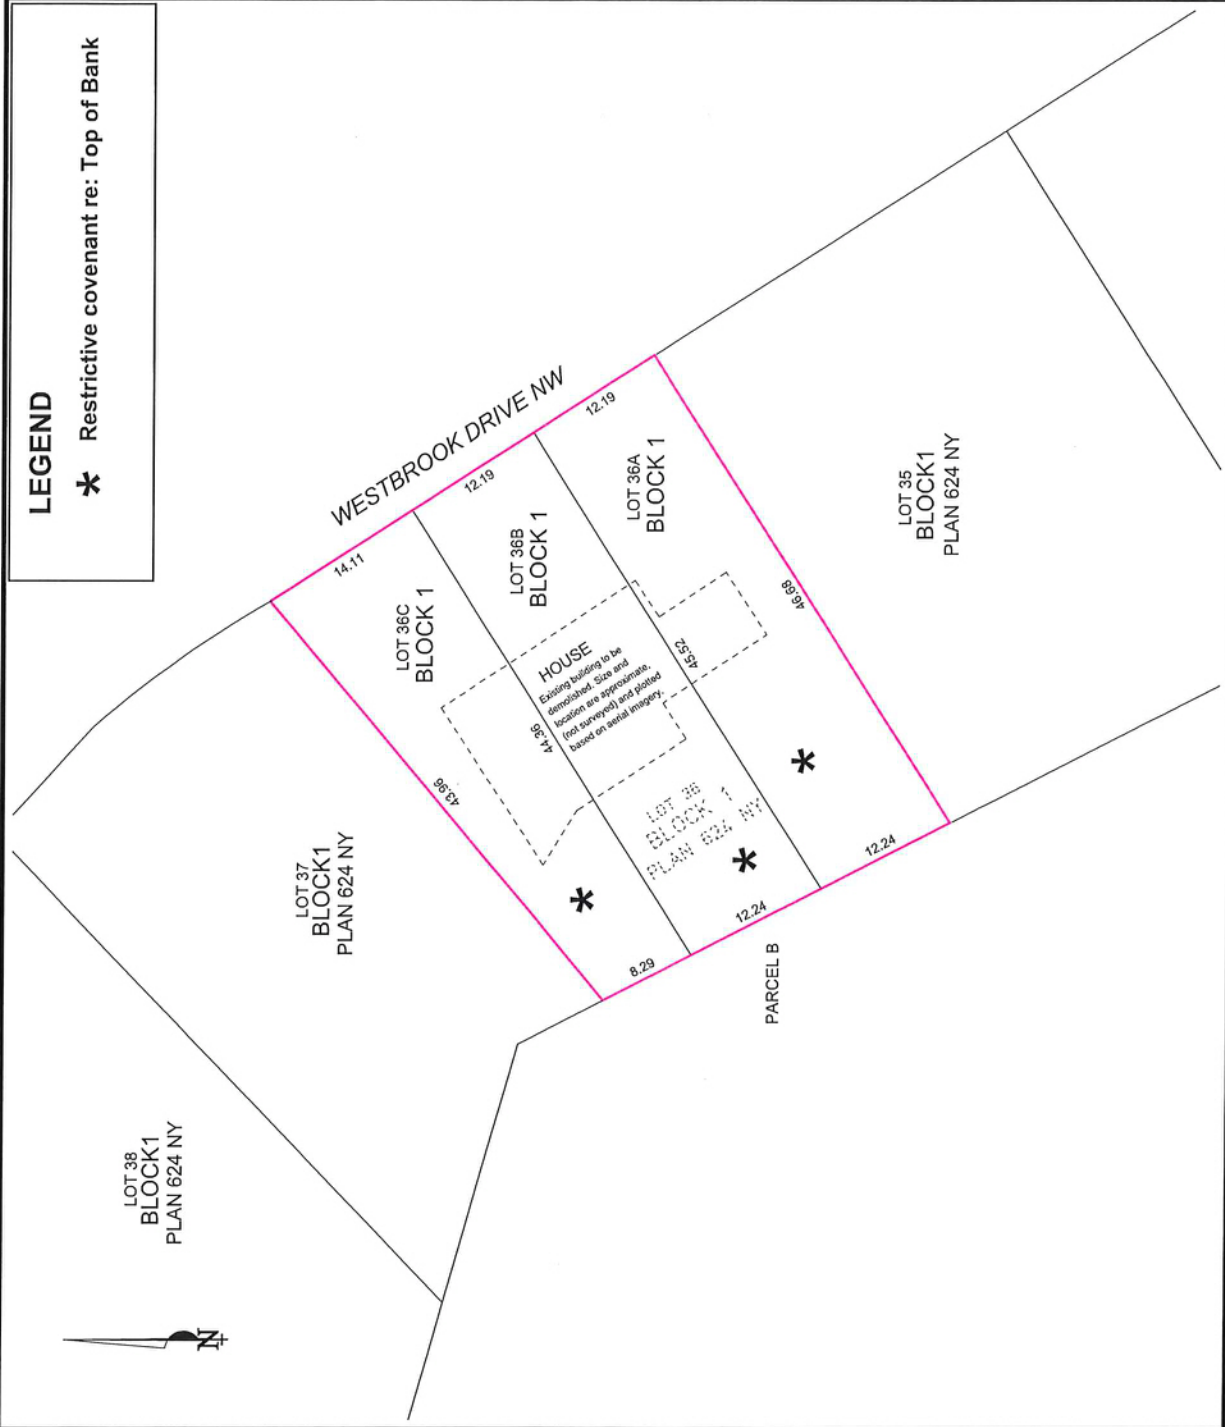 LEGEND
* Restrictive covenant re: Top of Bank
WESTBROOK DRIVE NW
14.11
12.19
12.19
LOT 36C
BLOCK 1
LOT 36B
BLOCK 1
LOT 36A
BLOCK 1
43.96
44.36
45.52
46.68
HOUSE
Existing building to be
demolished. Size and
location are approximate,
(not surveyed) and plotted
based on aerial imagery.
LOT 36
BLOCK 1
PLAN 624 NY
*
*
*
8.29
12.24
12.24
PARCEL B
LOT 35
BLOCK1
PLAN 624 NY
LOT 37
BLOCK1
PLAN 624 NY
LOT 38
BLOCK1
PLAN 624 NY
N